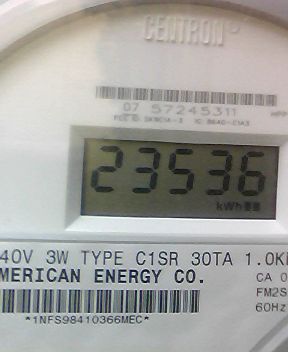 CENTRON®
07 57245311
23536
kWh
40V 3W TYPE C1SR 30TA 1.0K
MERICAN ENERGY CO. CA 0
FM2S
60Hz
*1NFS98410366MEC*